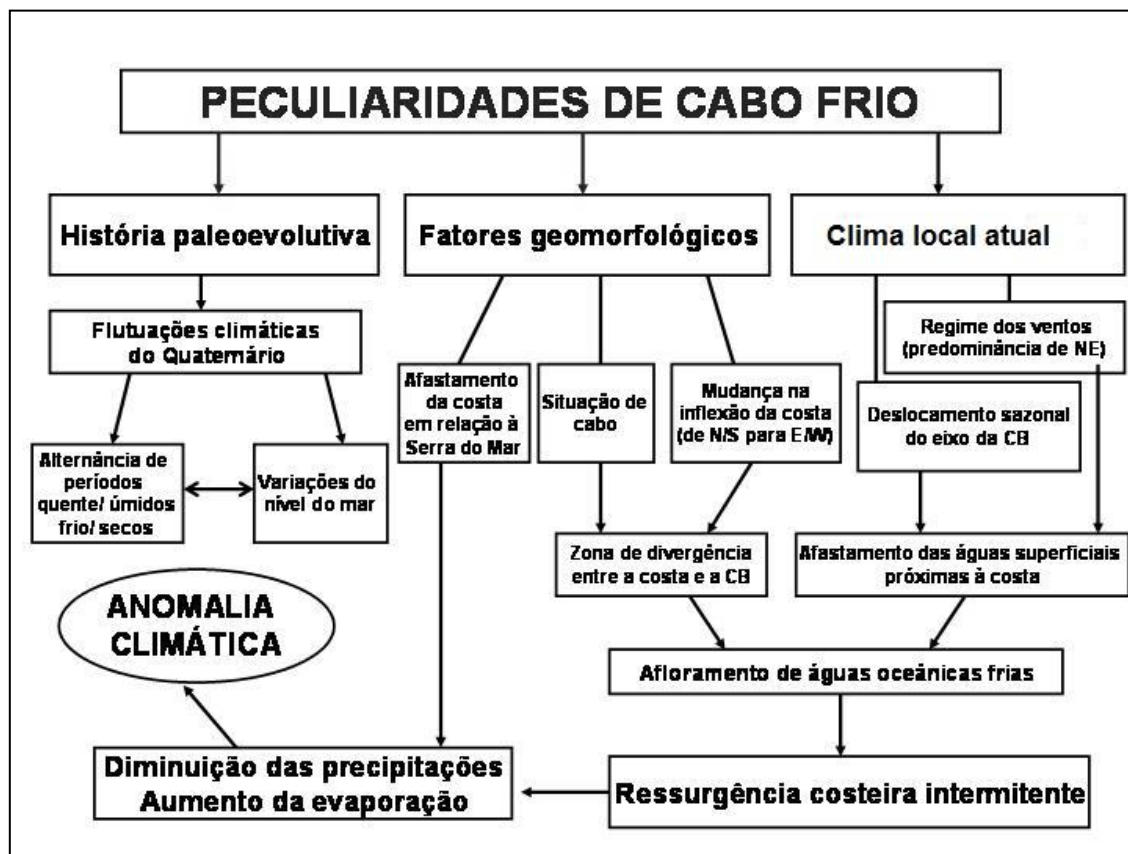 PECULIARIDADES DE CABO FRIO
História paleoevolutiva
Fatores geomorfológicos
Clima local atual
Flutuações climáticas
do Quaternário
Regime dos ventos
(predominância de NE)
Afastamento
da costa
em relação à
Serra do Mar
Situação de
cabo
Mudança na
inflexão da costa
(de N/S para E/W)
Deslocamento sazonal
do eixo da CB
Alternância de
períodos
quente/ úmidos
frio/ secos
Variações do
nível do mar
Zona de divergência
entre a costa e a CB
Afastamento das águas superficiais
próximas à costa
ANOMALIA
CLIMÁTICA
Afloramento de águas oceânicas frias
Diminuição das precipitações
Aumento da evaporação
Ressurgência costeira intermitente